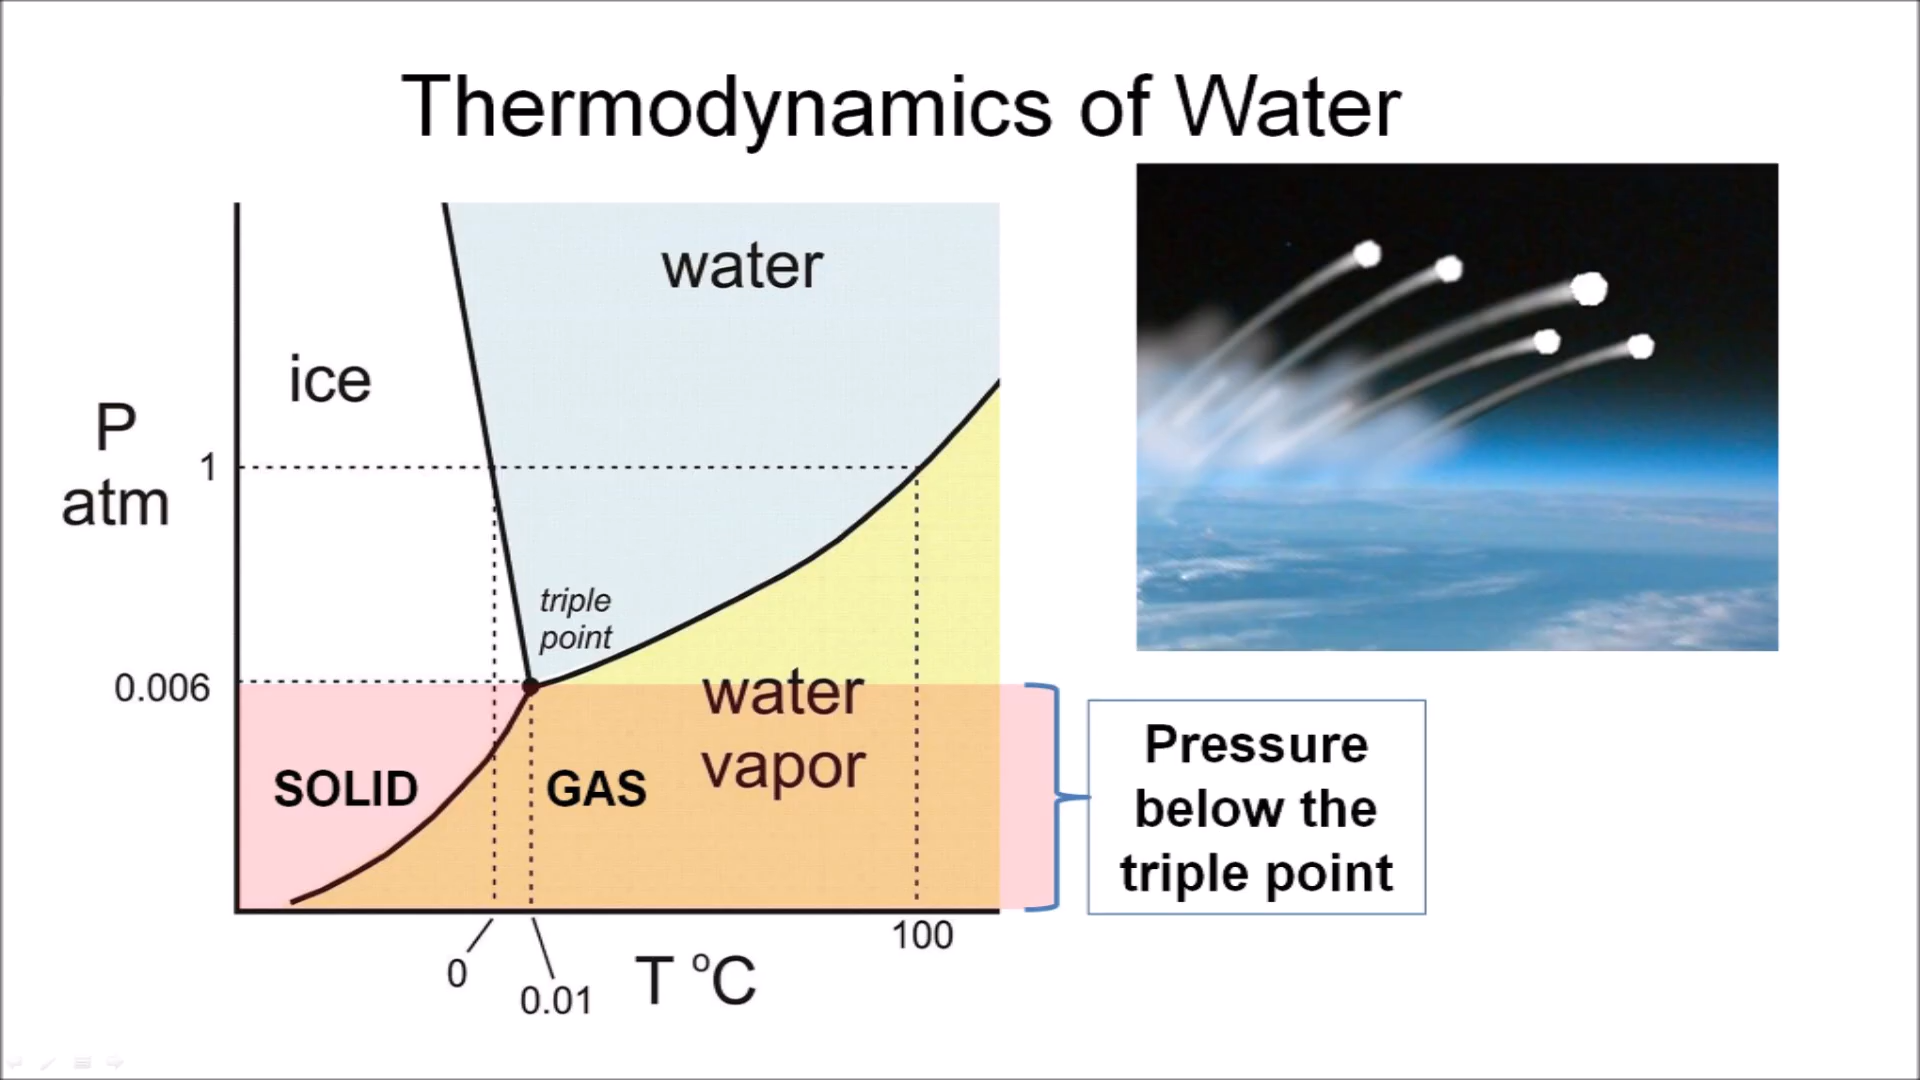 Thermodynamics of Water
water
ice
P
atm
1
triple
point
0.006
water
vapor
SOLID
GAS
Pressure
below the
triple point
100
0
0.01
T °C